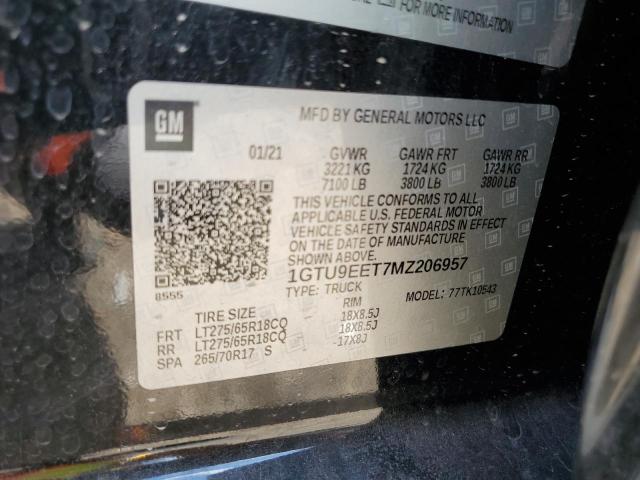 FOR MORE INFORMATION
GM
MFD BY GENERAL MOTORS LLC
01/21 GVWR GAWR FRT GAWR RR
3221 KG 1724 KG 1724 KG
7100 LB 3800 LB 3800 LB
THIS VEHICLE CONFORMS TO ALL
APPLICABLE U.S. FEDERAL MOTOR
VEHICLE SAFETY STANDARDS IN
EFFECT ON THE DATE OF MANUFACTURE
SHOWN ABOVE.
1GTU9EET7MZ206957
8555
TYPE: TRUCK MODEL: 77TK10543
TIRE SIZE RIM
FRT LT275/65R18CQ 18X8.5J
RR LT275/65R18CQ 18X8.5J
SPA 265/70R17 S -17X8J